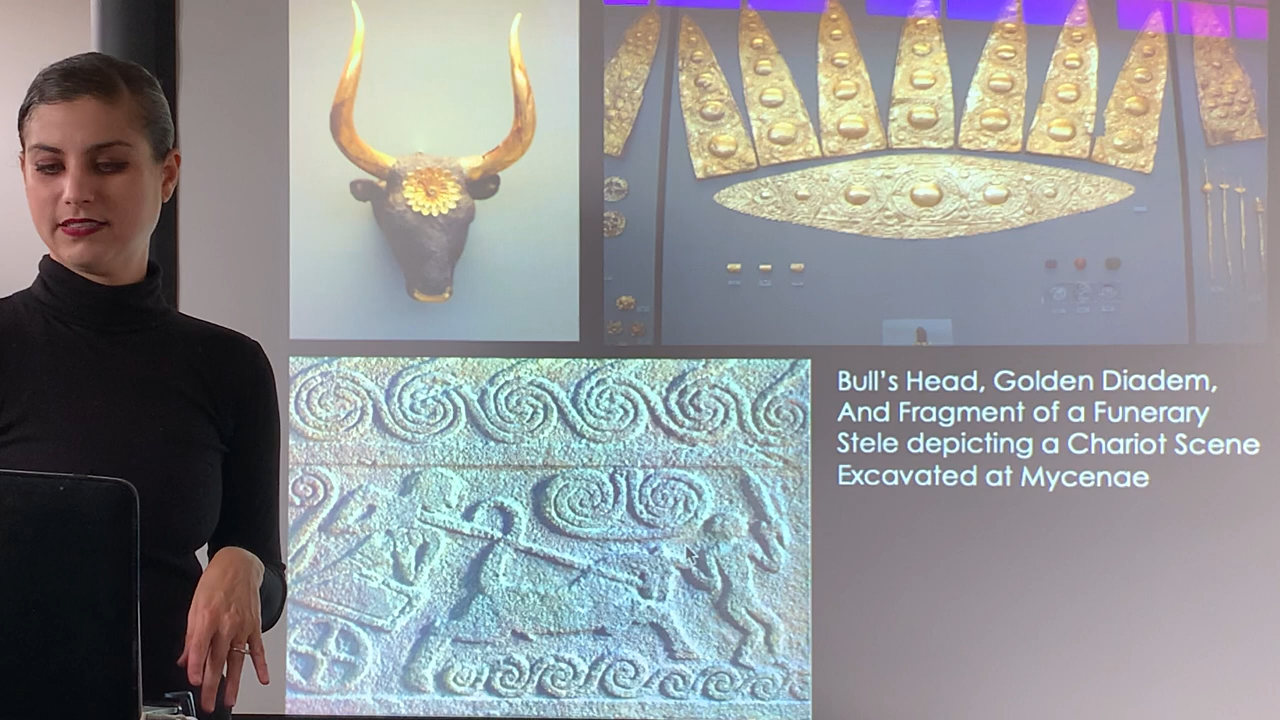 Bull's Head, Golden Diadem,
And Fragment of a Funerary
Stele depicting a Chariot Scene
Excavated at Mycenae